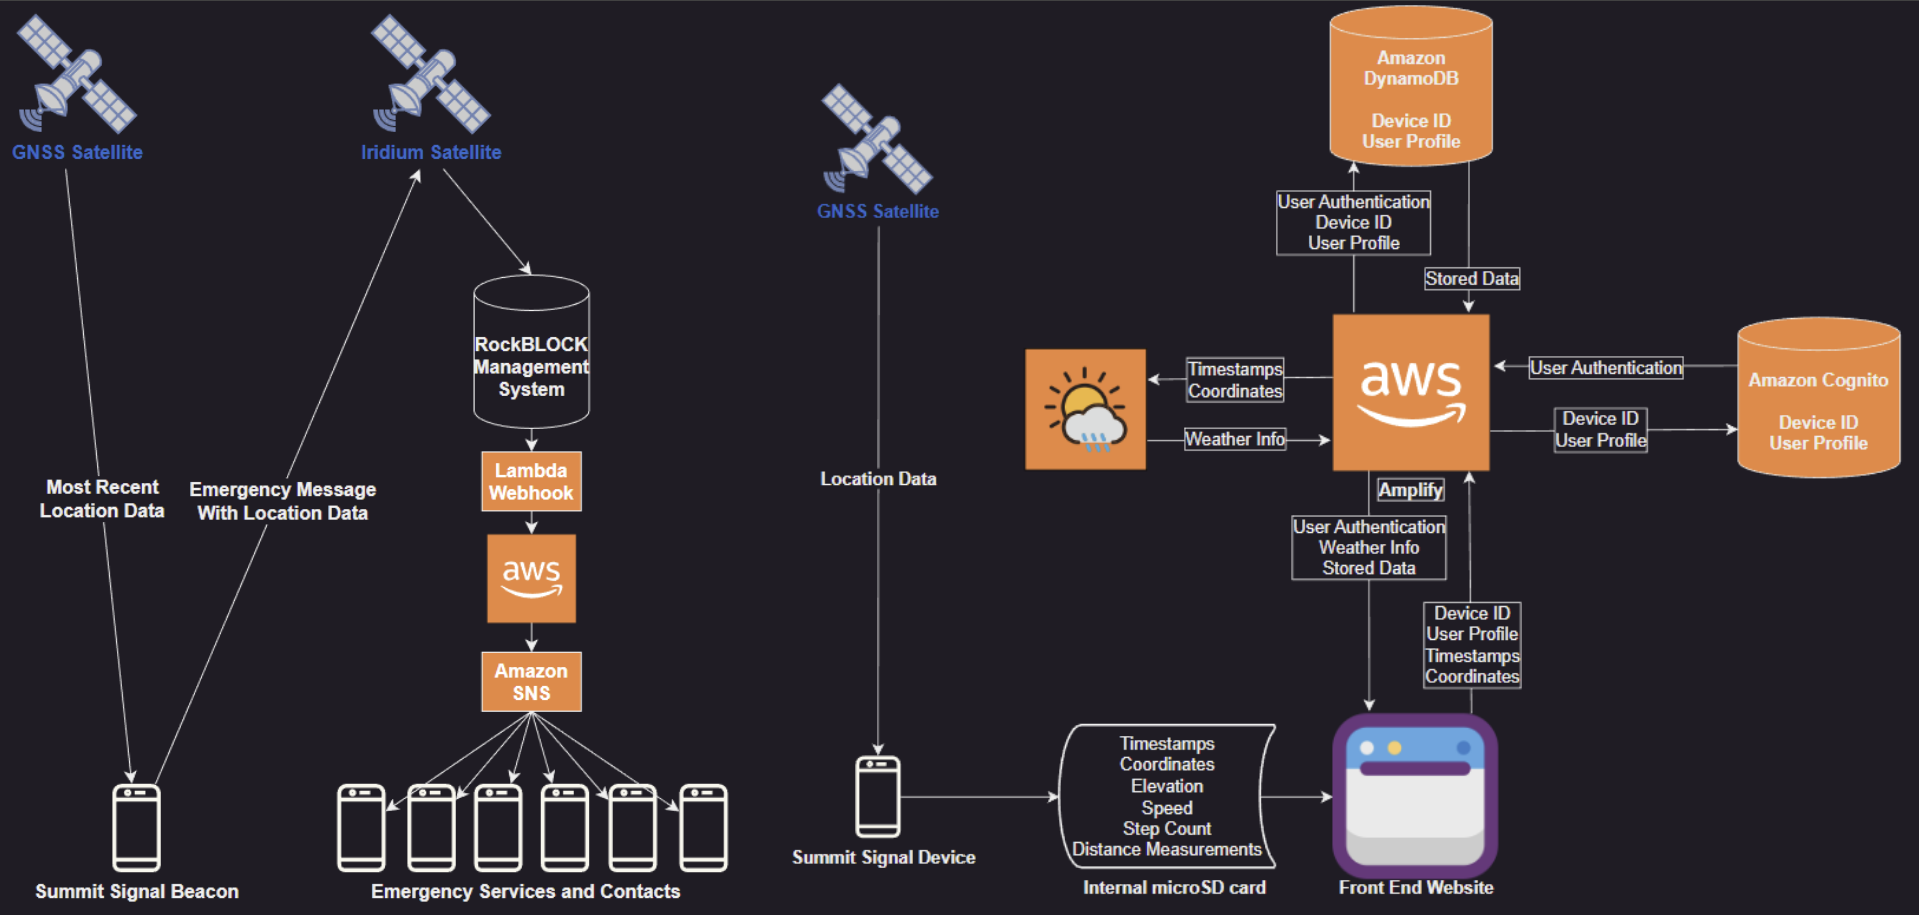 GNSS Satellite
Iridium Satellite
RockBLOCK
Management
System
Lambda
Webhook
aws
Amazon
SNS
Most Recent
Location Data
Emergency Message
With Location Data
Summit Signal Beacon
Emergency Services and Contacts
GNSS Satellite
Location Data
Summit Signal Device
Timestamps
Coordinates
Elevation
Speed
Step Count
Distance Measurements
Internal microSD card
Amazon
DynamoDB
Device ID
User Profile
User Authentication
Device ID
User Profile
Stored Data
Timestamps
Coordinates
Weather Info
aws
User Authentication
Device ID
User Profile
Amazon Cognito
Device ID
User Profile
Amplify
User Authentication
Weather Info
Stored Data
Device ID
User Profile
Timestamps
Coordinates
Front End Website